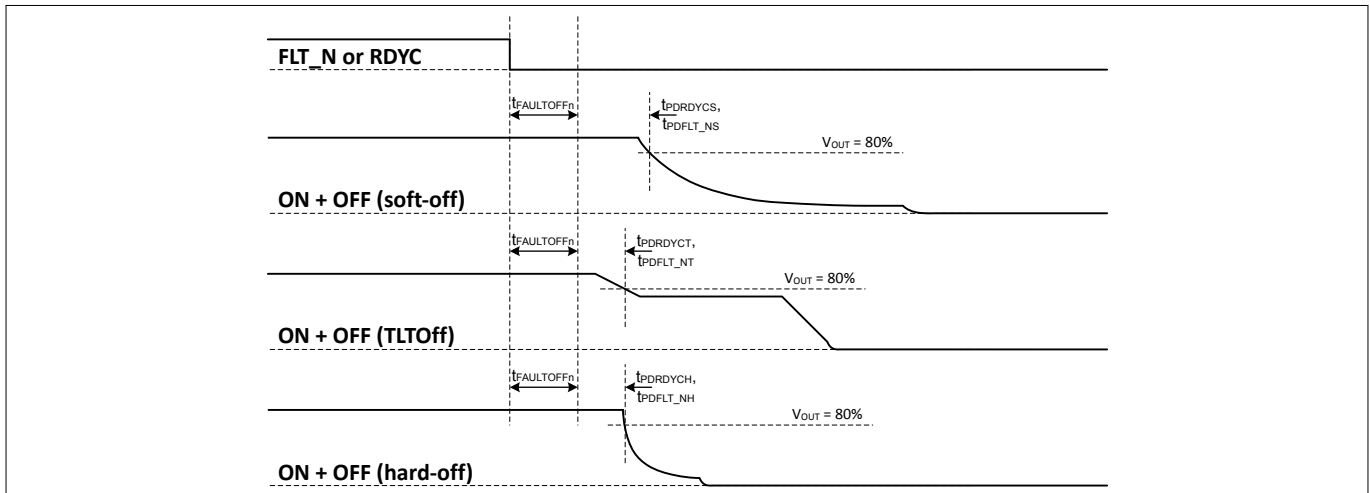 FLT_N or RDYC
tFAULTOFFn
tPDRDYCS,
tPDFLT_NS
VOUT = 80%
ON + OFF (soft-off)
tFAULTOFFn
tPDRDYCT,
tPDFLT_NT
VOUT = 80%
ON + OFF (TLTOff)
tFAULTOFFn
tPDRDYCH,
tPDFLT_NH
VOUT = 80%
ON + OFF (hard-off)